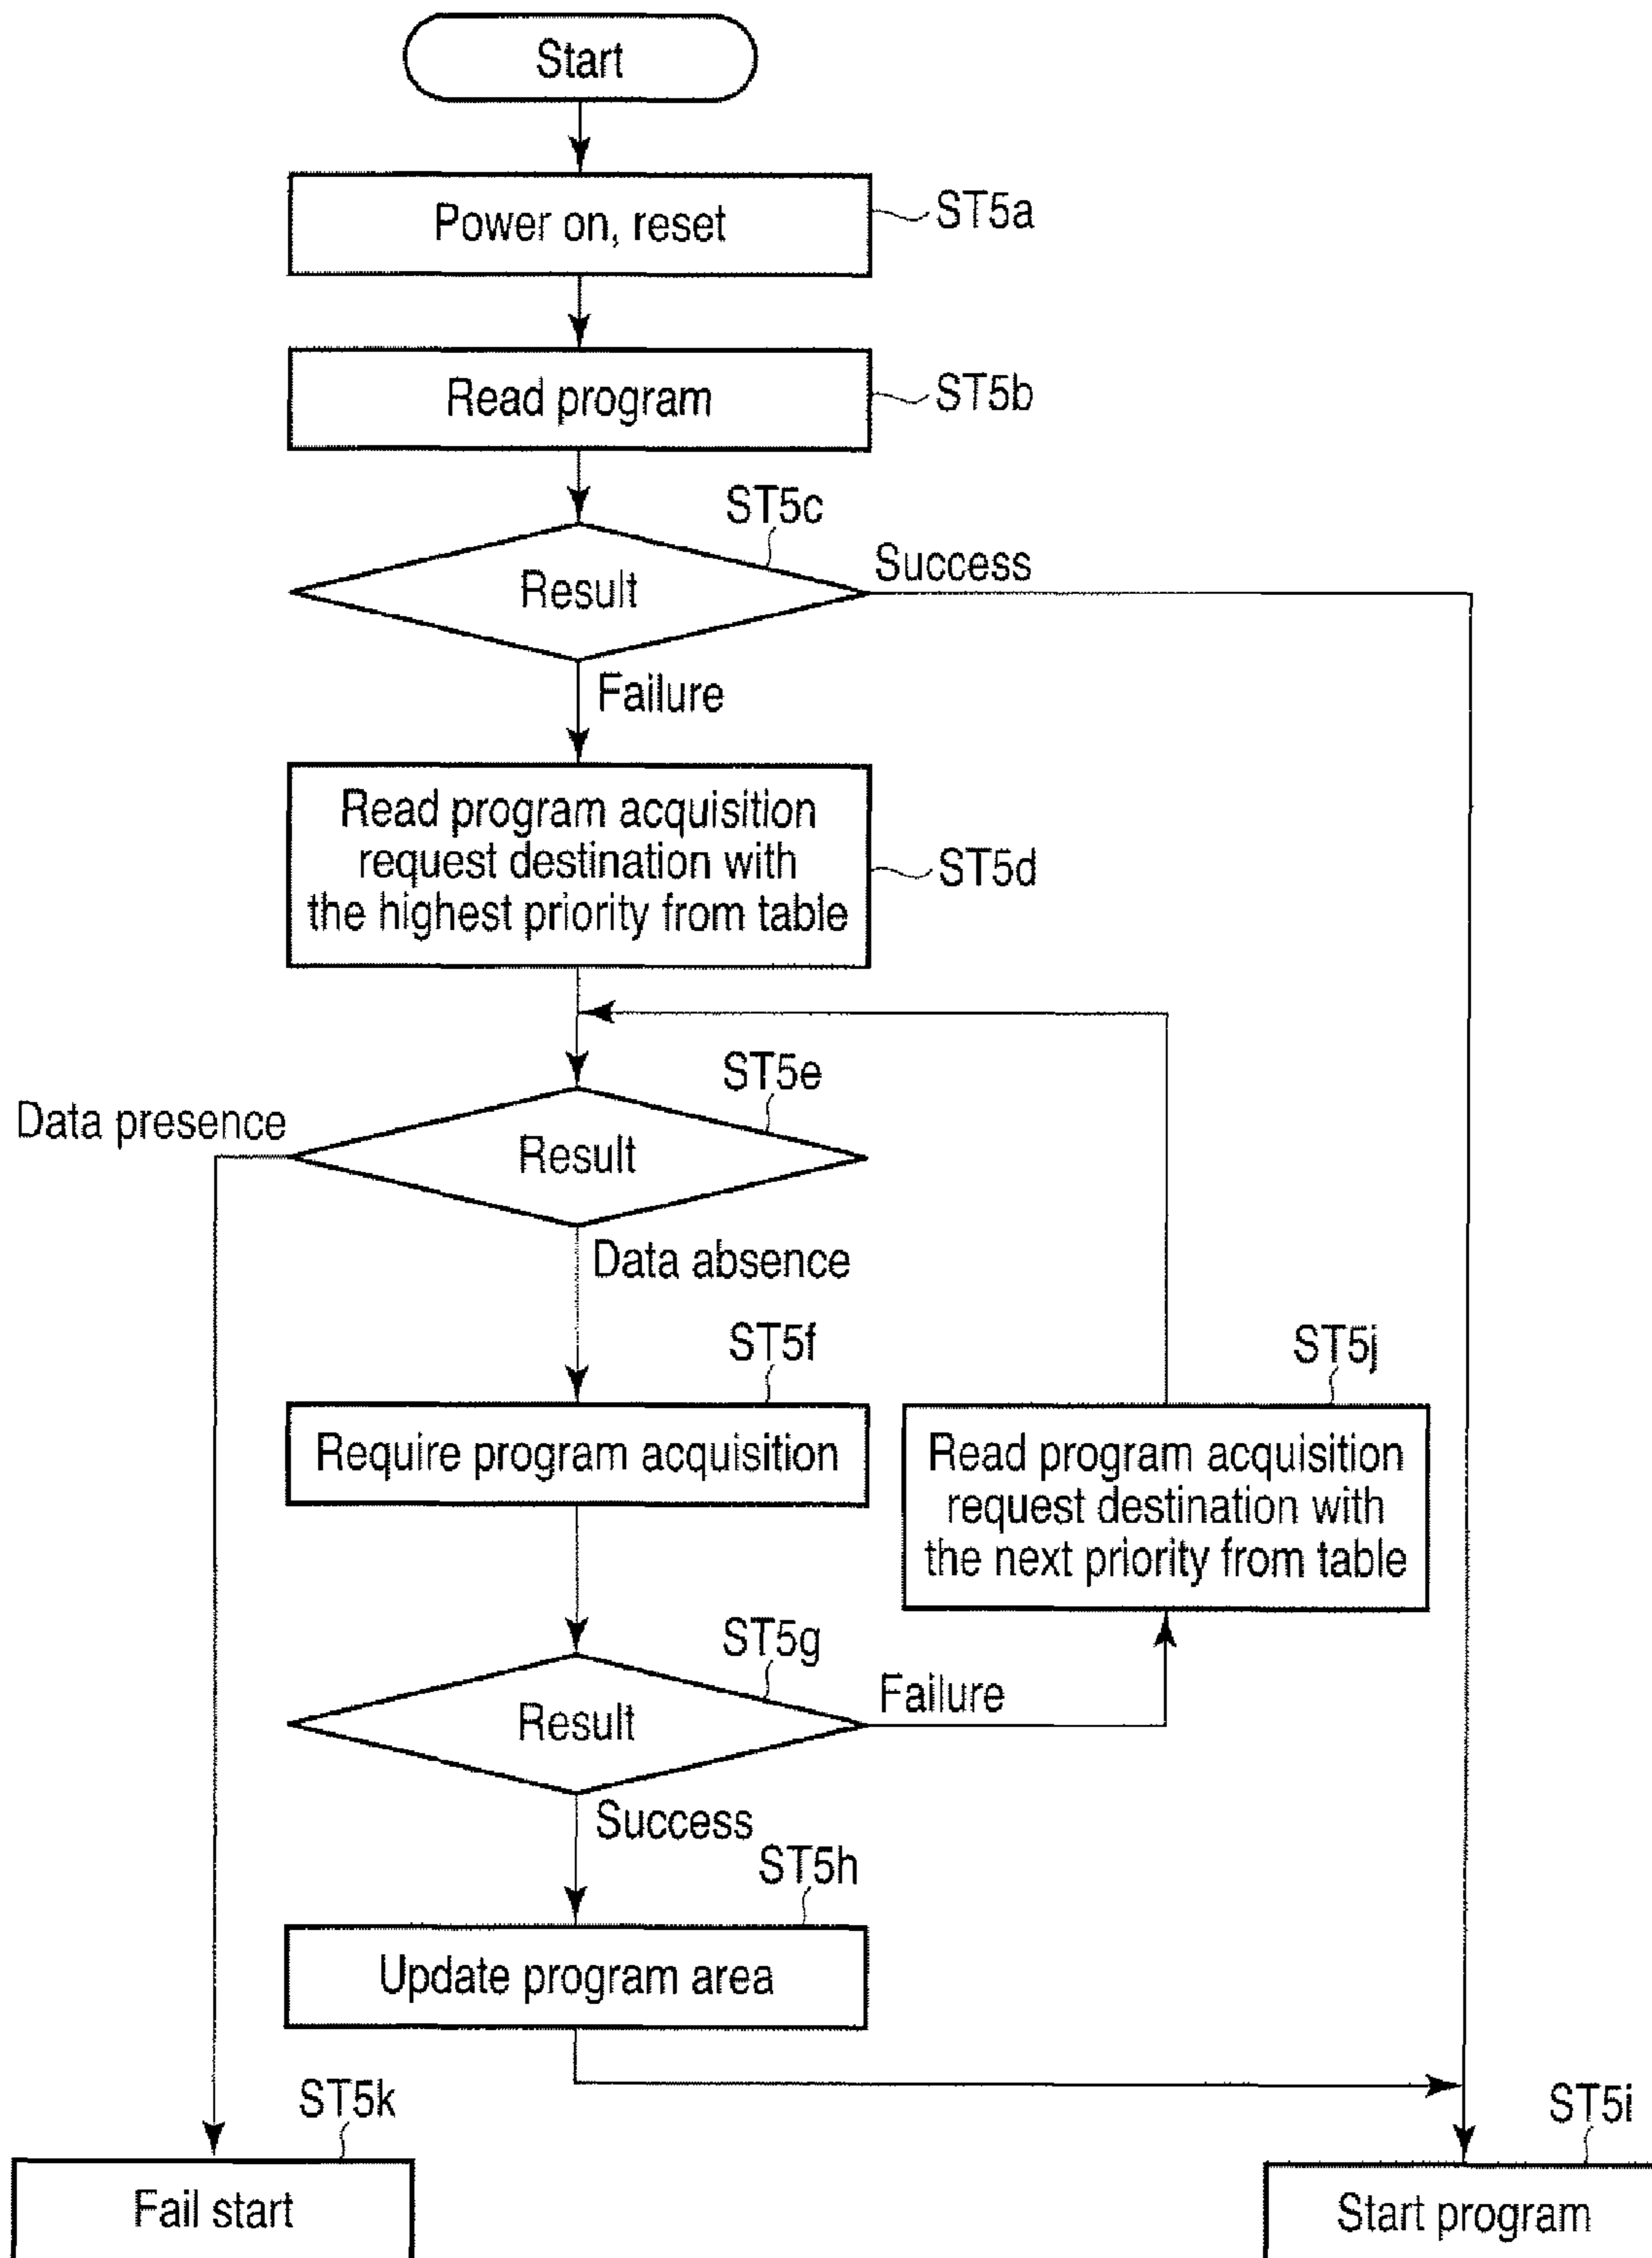 Start
Power on, reset
ST5a
Read program
ST5b
ST5c
Result
Success
Failure
Read program acquisition
request destination with
the highest priority from table
ST5d
ST5e
Data presence
Result
Data absence
ST5f
Require program acquisition
ST5j
Read program acquisition
request destination with
the next priority from table
ST5g
Result
Failure
Success
ST5h
Update program area
ST5k
Fail start
ST5i
Start program